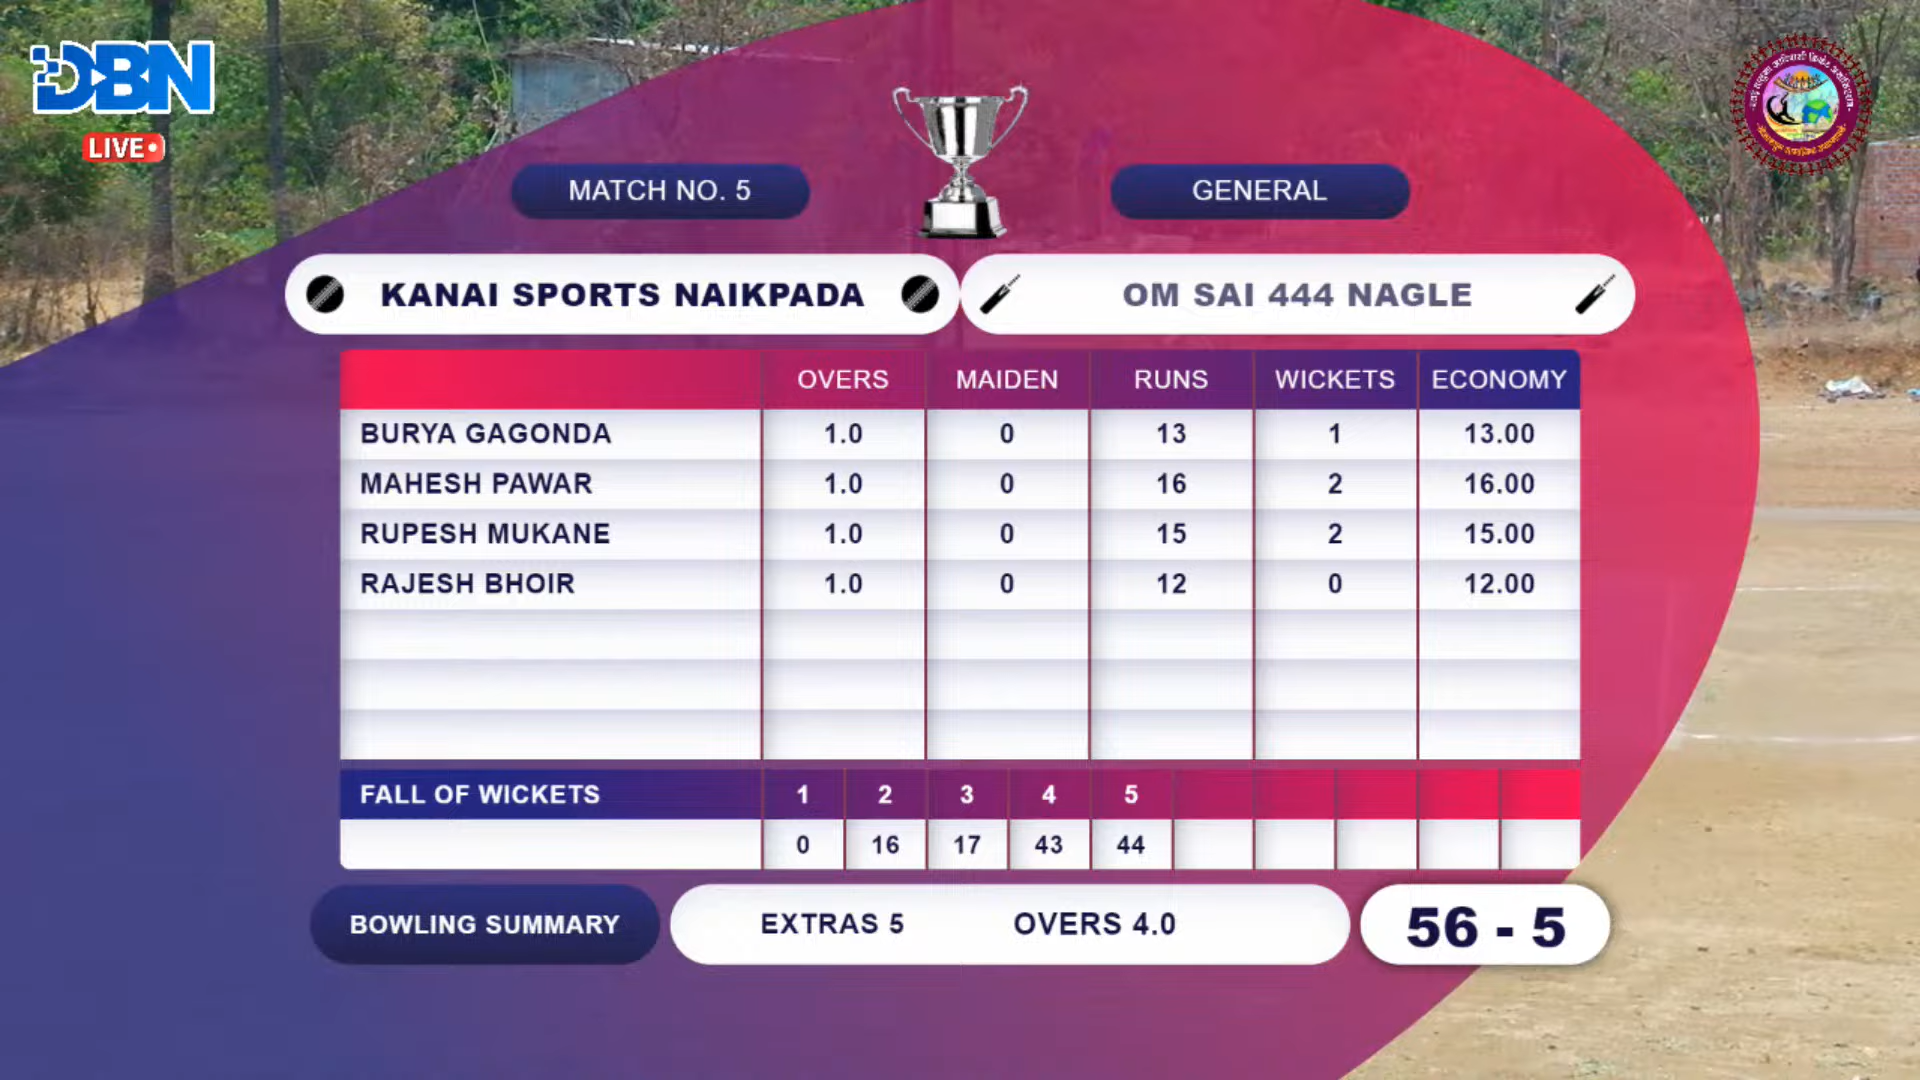 DBN
LIVE
MATCH NO. 5
GENERAL
KANAI SPORTS NAIKPADA
OM SAI 444 NAGLE
OVERS MAIDEN RUNS WICKETS ECONOMY
BURYA GAGONDA 1.0 0 13 1 13.00
MAHESH PAWAR 1.0 0 16 2 16.00
RUPESH MUKANE 1.0 0 15 2 15.00
RAJESH BHOIR 1.0 0 12 0 12.00
FALL OF WICKETS 1 2 3 4 5
0 16 17 43 44
BOWLING SUMMARY EXTRAS 5 OVERS 4.0 56 - 5